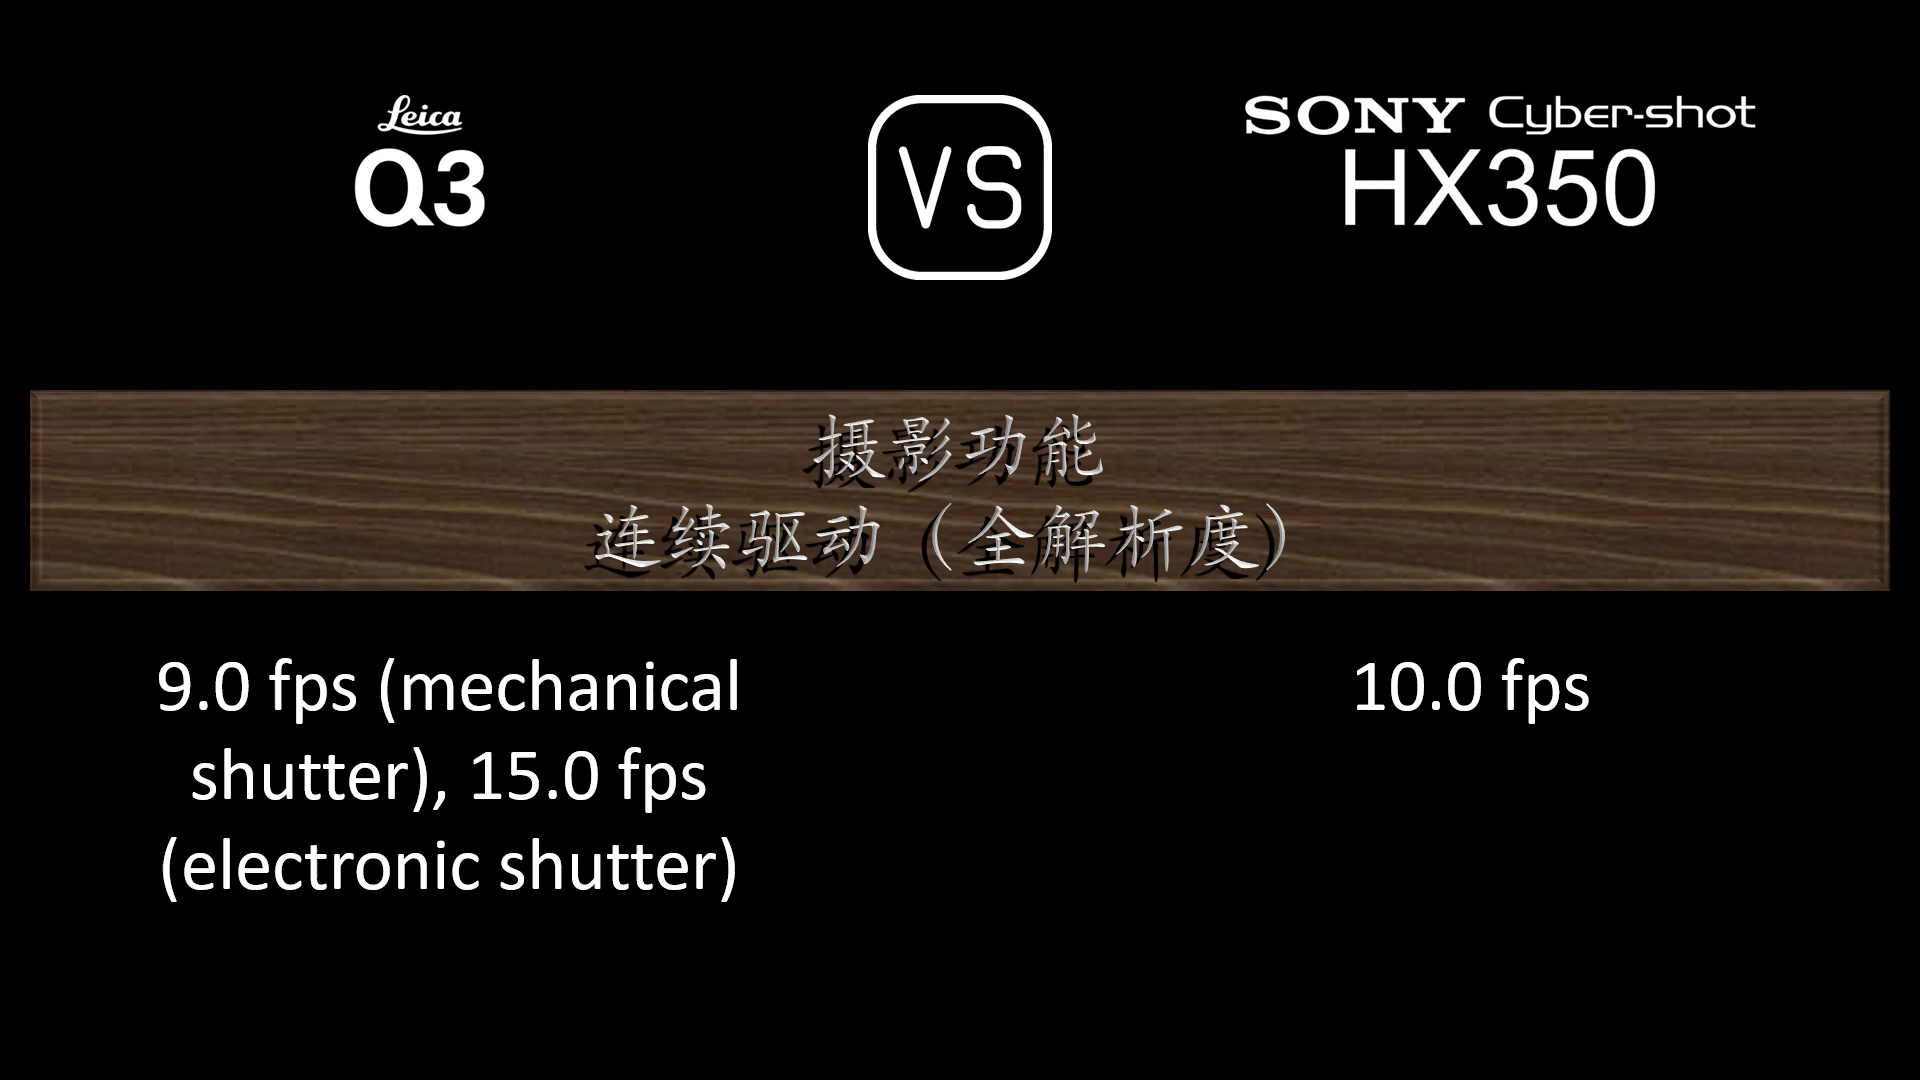 Leica
Q3
VS
SONY Cyber-shot
HX350
摄影功能
连续驱动（全解析度）
9.0 fps (mechanical
shutter), 15.0 fps
(electronic shutter)
10.0 fps